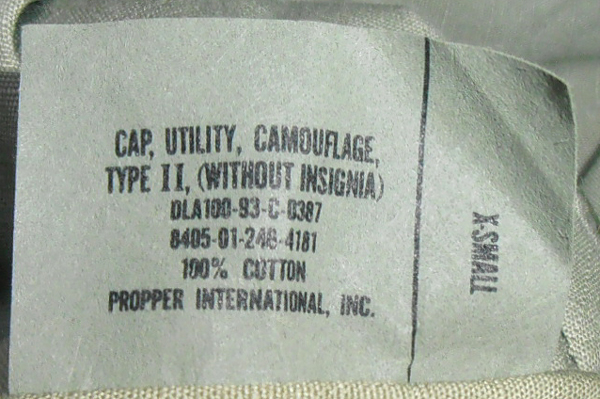 CAP, UTILITY, CAMOUFLAGE,
TYPE II, (WITHOUT INSIGNIA)
DLA100-93-C-0387
8405-01-246-4181
100% COTTON
PROPPER INTERNATIONAL, INC.
X-SMALL